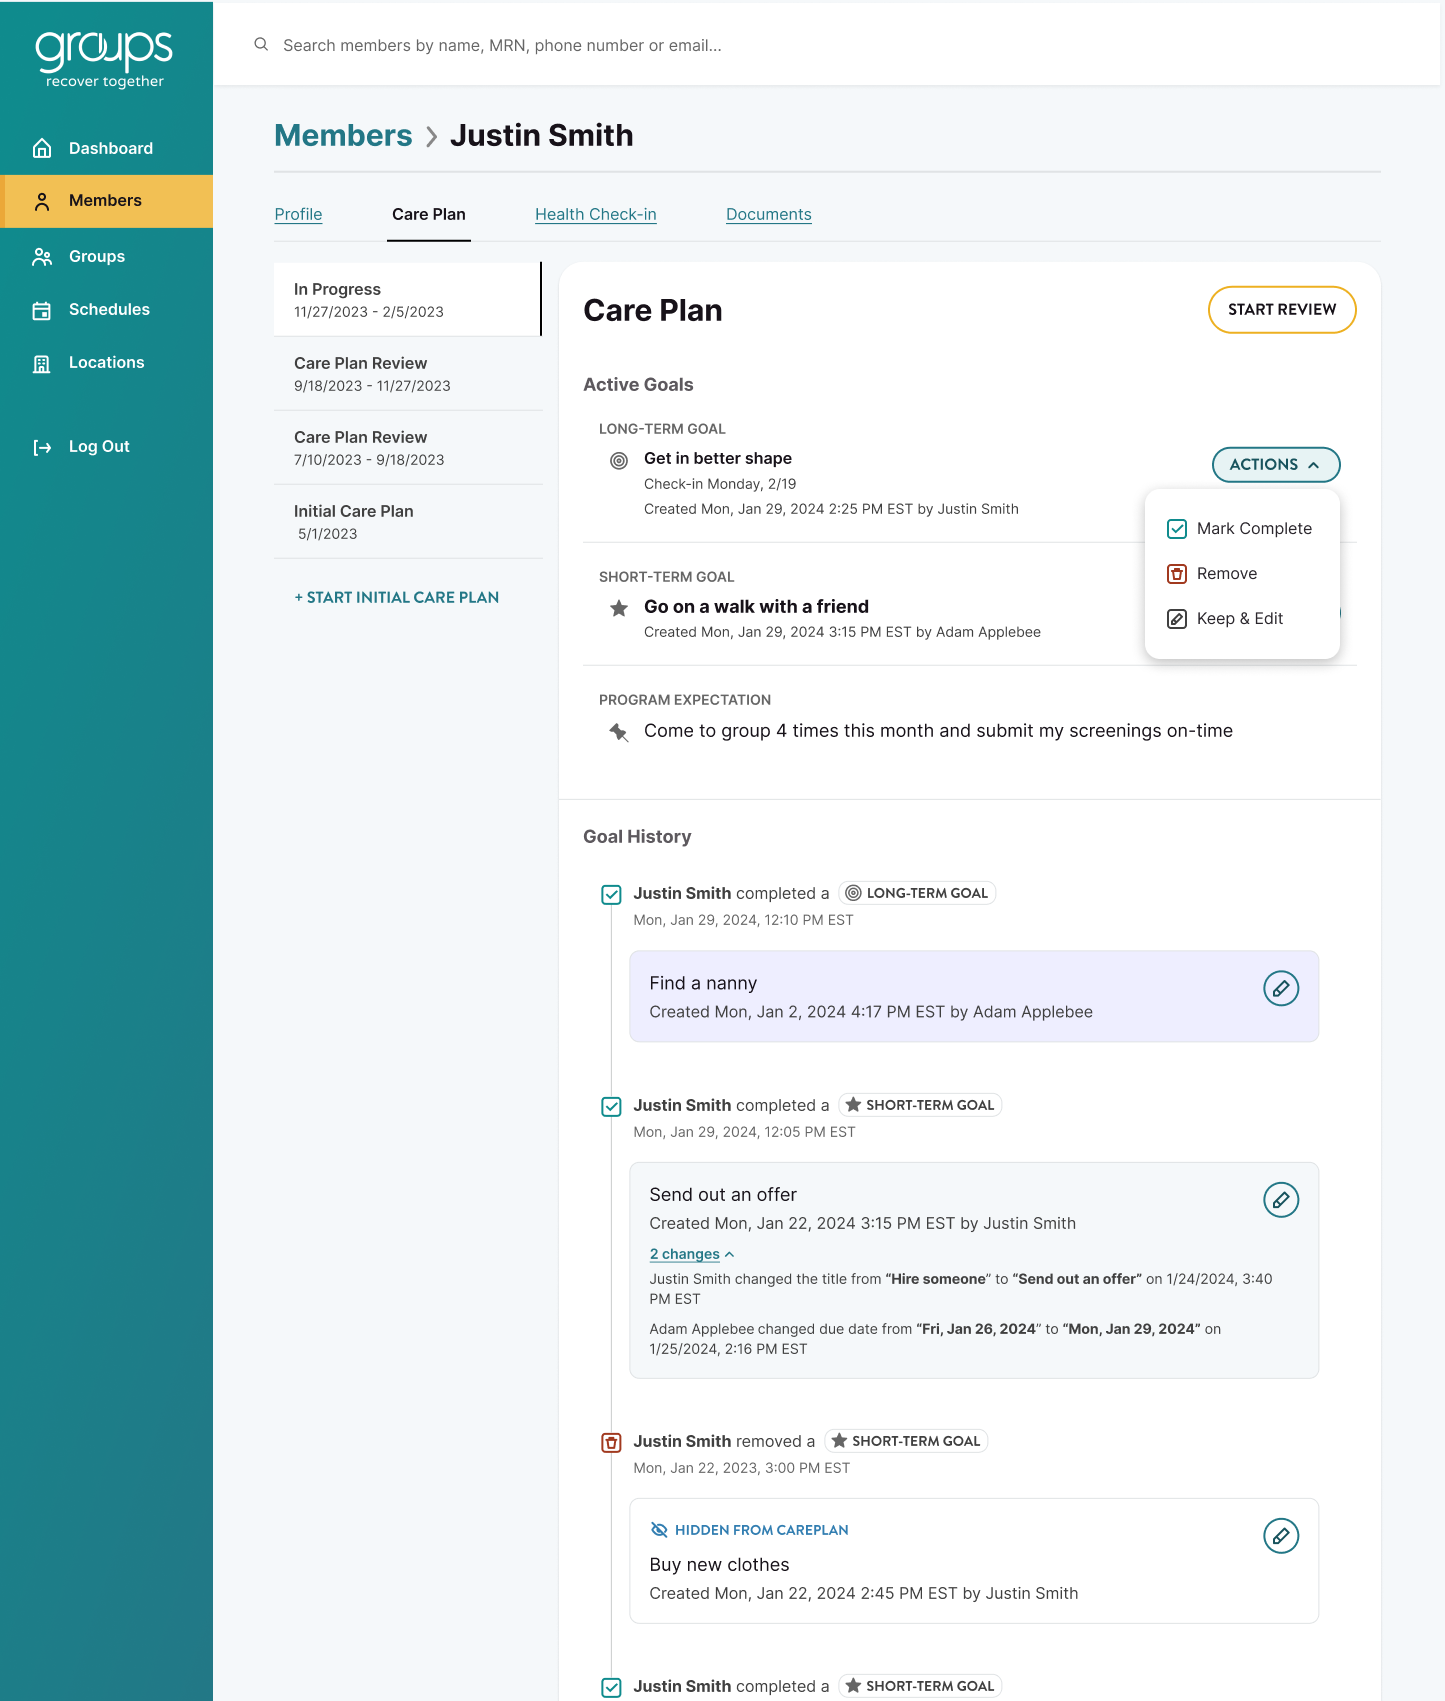 groups
recover together
Search members by name, MRN, phone number or email...
Dashboard
Members
Groups
Schedules
Locations
Log Out
Members > Justin Smith
Profile
Care Plan
Health Check-in
Documents
In Progress
11/27/2023 - 2/5/2023
Care Plan Review
9/18/2023 - 11/27/2023
Care Plan Review
7/10/2023 - 9/18/2023
Initial Care Plan
5/1/2023
+ START INITIAL CARE PLAN
Care Plan
START REVIEW
Active Goals
LONG-TERM GOAL
Get in better shape
Check-in Monday, 2/19
Created Mon, Jan 29, 2024 2:25 PM EST by Justin Smith
ACTIONS
Mark Complete
Remove
Keep & Edit
SHORT-TERM GOAL
Go on a walk with a friend
Created Mon, Jan 29, 2024 3:15 PM EST by Adam Applebee
PROGRAM EXPECTATION
Come to group 4 times this month and submit my screenings on-time
Goal History
Justin Smith completed a LONG-TERM GOAL
Mon, Jan 29, 2024, 12:10 PM EST
Find a nanny
Created Mon, Jan 2, 2024 4:17 PM EST by Adam Applebee
Justin Smith completed a SHORT-TERM GOAL
Mon, Jan 29, 2024, 12:05 PM EST
Send out an offer
Created Mon, Jan 22, 2024 3:15 PM EST by Justin Smith
2 changes
Justin Smith changed the title from “Hire someone” to “Send out an offer” on 1/24/2024, 3:40
PM EST
Adam Applebee changed due date from “Fri, Jan 26, 2024” to “Mon, Jan 29, 2024” on
1/25/2024, 2:16 PM EST
Justin Smith removed a SHORT-TERM GOAL
Mon, Jan 22, 2023, 3:00 PM EST
HIDDEN FROM CAREPLAN
Buy new clothes
Created Mon, Jan 22, 2024 2:45 PM EST by Justin Smith
Justin Smith completed a SHORT-TERM GOAL